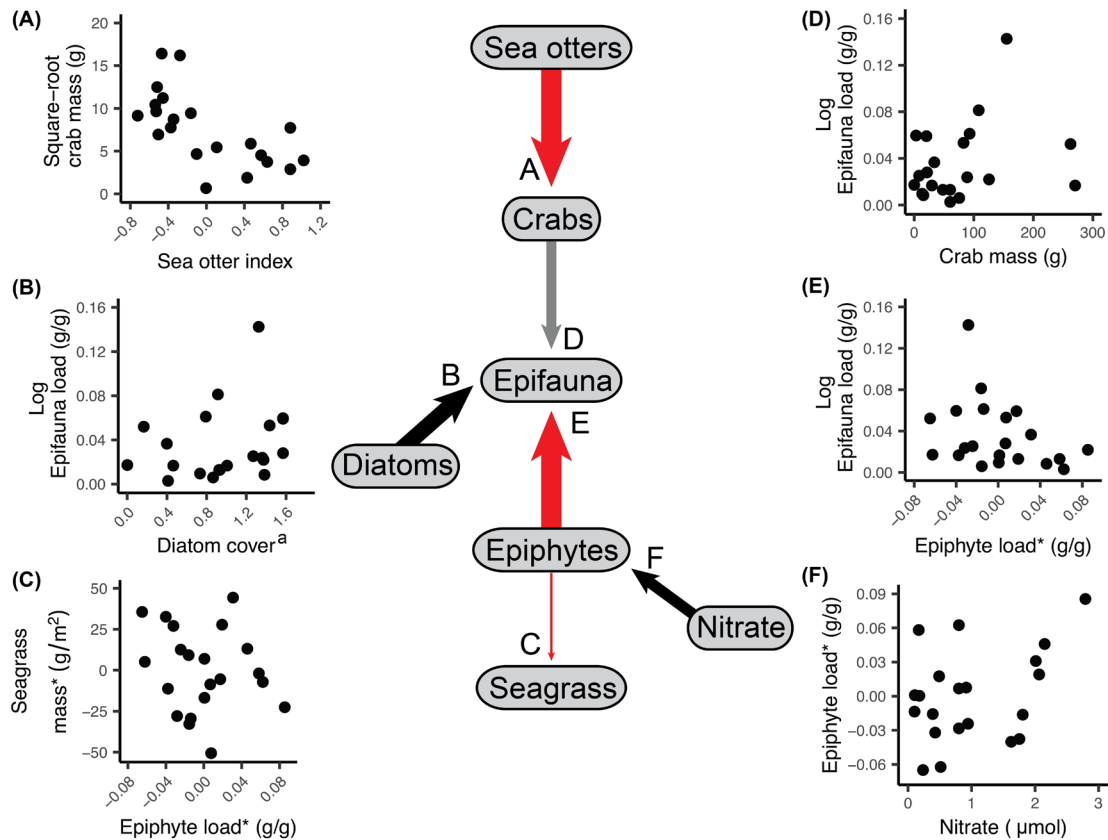 (A)
Square−root
crab mass (g)
20
15
10
5
0
−0.8
−0.4
0.0
0.4
0.8
1.2
Sea otter index
(B)
Log
Epifauna load (g/g)
0.16
0.12
0.08
0.04
0.00
0.0
0.4
0.8
1.2
1.6
Diatom cover a
(C)
Seagrass
mass* (g/m2)
50
25
0
−25
−50
−0.08
−0.04
0.00
0.04
0.08
Epiphyte load* (g/g)
Sea otters
A
Crabs
D
Epifauna
B
E
Diatoms
Epiphytes
F
Nitrate
C
Seagrass
(D)
Log
Epifauna load (g/g)
0.16
0.12
0.08
0.04
0.00
0
100
200
300
Crab mass (g)
(E)
Log
Epifauna load (g/g)
0.16
0.12
0.08
0.04
0.00
−0.08
−0.04
0.00
0.04
0.08
Epiphyte load* (g/g)
(F)
Epiphyte load* (g/g)
0.09
0.06
0.03
0.00
−0.03
−0.06
0
1
2
3
Nitrate ( µmol)